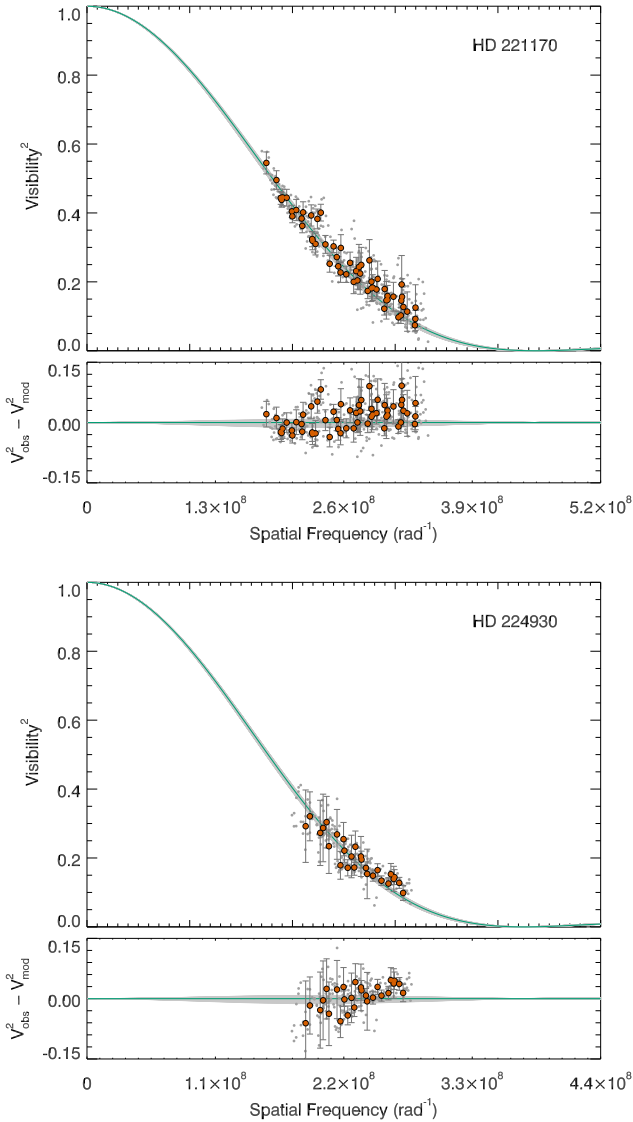 1.0
HD 221170
0.8
0.6
Visibility²
0.4
0.2
0.0
0.15
0.00
V²obs − V²mod
-0.15
0 1.3×10⁸ 2.6×10⁸ 3.9×10⁸ 5.2×10⁸
Spatial Frequency (rad⁻¹)
1.0
HD 224930
0.8
0.6
Visibility²
0.4
0.2
0.0
0.15
0.00
V²obs − V²mod
-0.15
0 1.1×10⁸ 2.2×10⁸ 3.3×10⁸ 4.4×10⁸
Spatial Frequency (rad⁻¹)